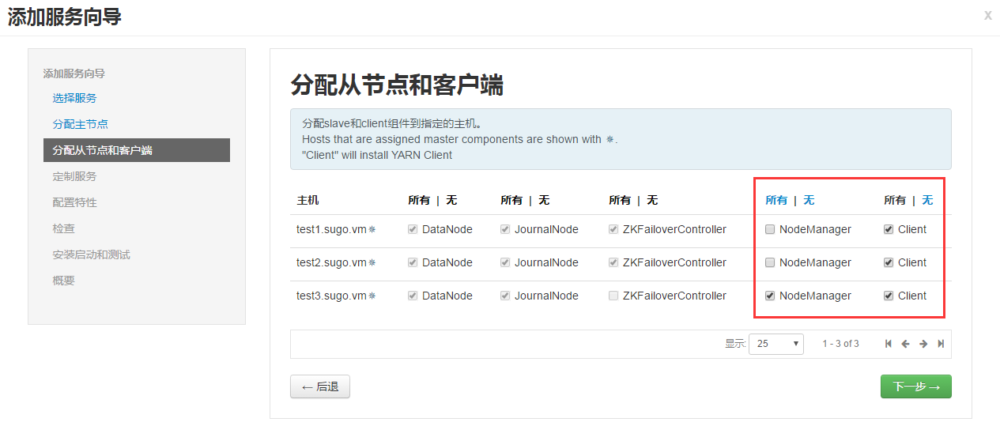 添加服务向导
x
添加服务向导
选择服务
分配主节点
分配从节点和客户端
定制服务
配置特性
检查
安装启动和测试
概要
分配从节点和客户端
分配slave和client组件到指定的主机。
Hosts that are assigned master components are shown with ✵.
"Client" will install YARN Client
主机 所有 | 无 所有 | 无 所有 | 无 所有 | 无 所有 | 无
test1.sugo.vm✵ DataNode JournalNode ZKFailoverController NodeManager Client
test2.sugo.vm✵ DataNode JournalNode ZKFailoverController NodeManager Client
test3.sugo.vm✵ DataNode JournalNode ZKFailoverController NodeManager Client
显示: 25 1 - 3 of 3
← 后退
下一步 →